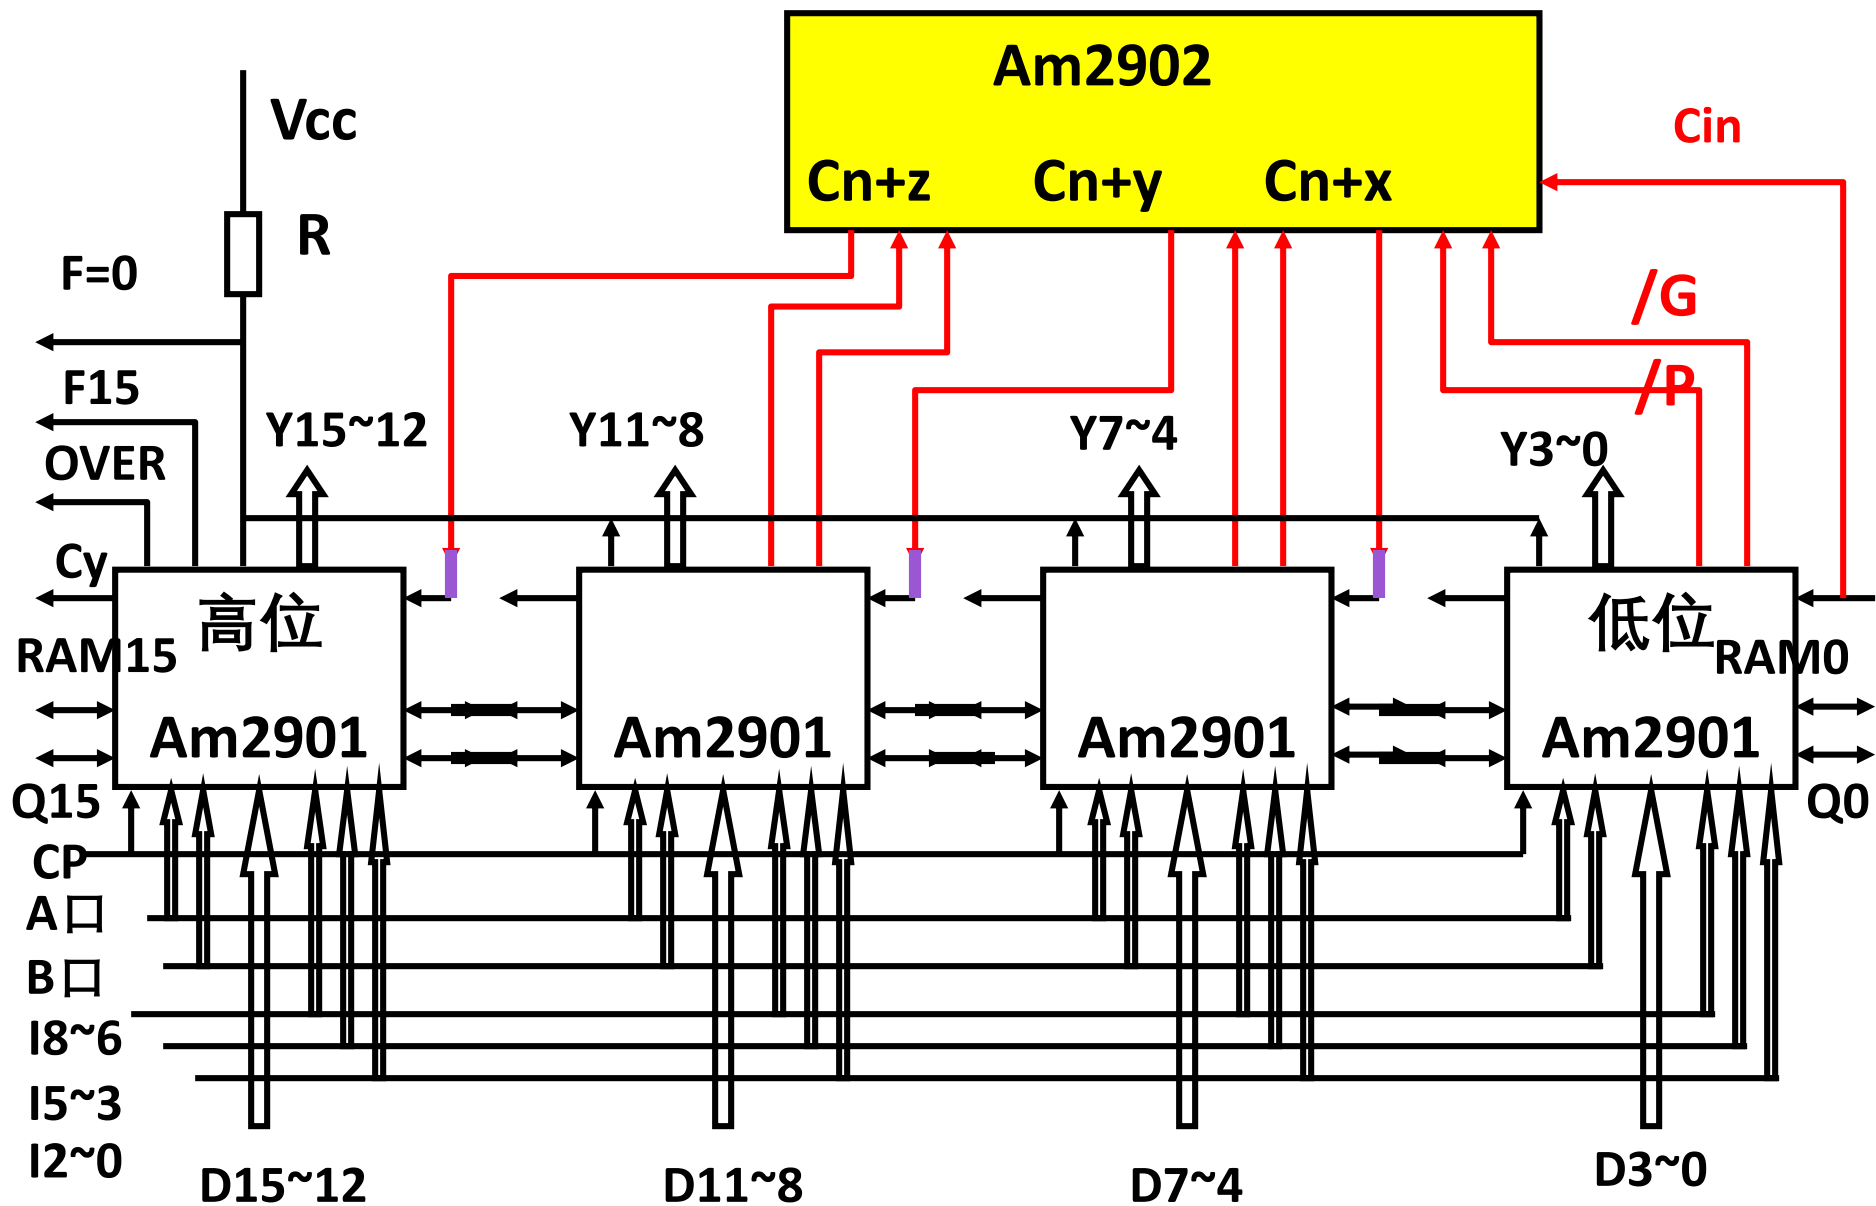 Am2902
Cn+z Cn+y Cn+x
Cin
Vcc
R
F=0
/G
F15
/P
OVER
Y15~12
Y11~8
Y7~4
Y3~0
Cy
高位
低位
RAM15
RAM0
Am2901
Am2901
Am2901
Am2901
Q15
Q0
CP
A口
B口
I8~6
I5~3
I2~0
D15~12
D11~8
D7~4
D3~0